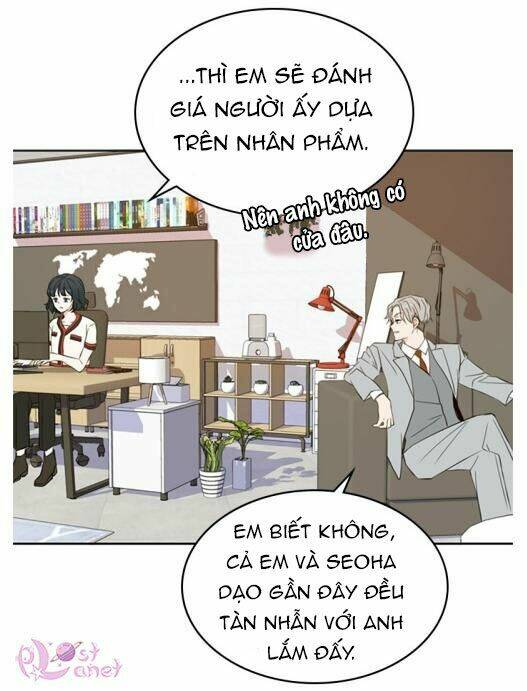 ...THÌ EM SẼ ĐÁNH
GIÁ NGƯỜI ẤY DỰA
TRÊN NHÂN PHẨM.
Nên anh không có
cửa đâu.
EM BIẾT KHÔNG,
CẢ EM VÀ SEOHA
DẠO GẦN ĐÂY ĐỀU
TÀN NHẪN VỚI ANH
LẮM ĐẤY.
Lost
Planet